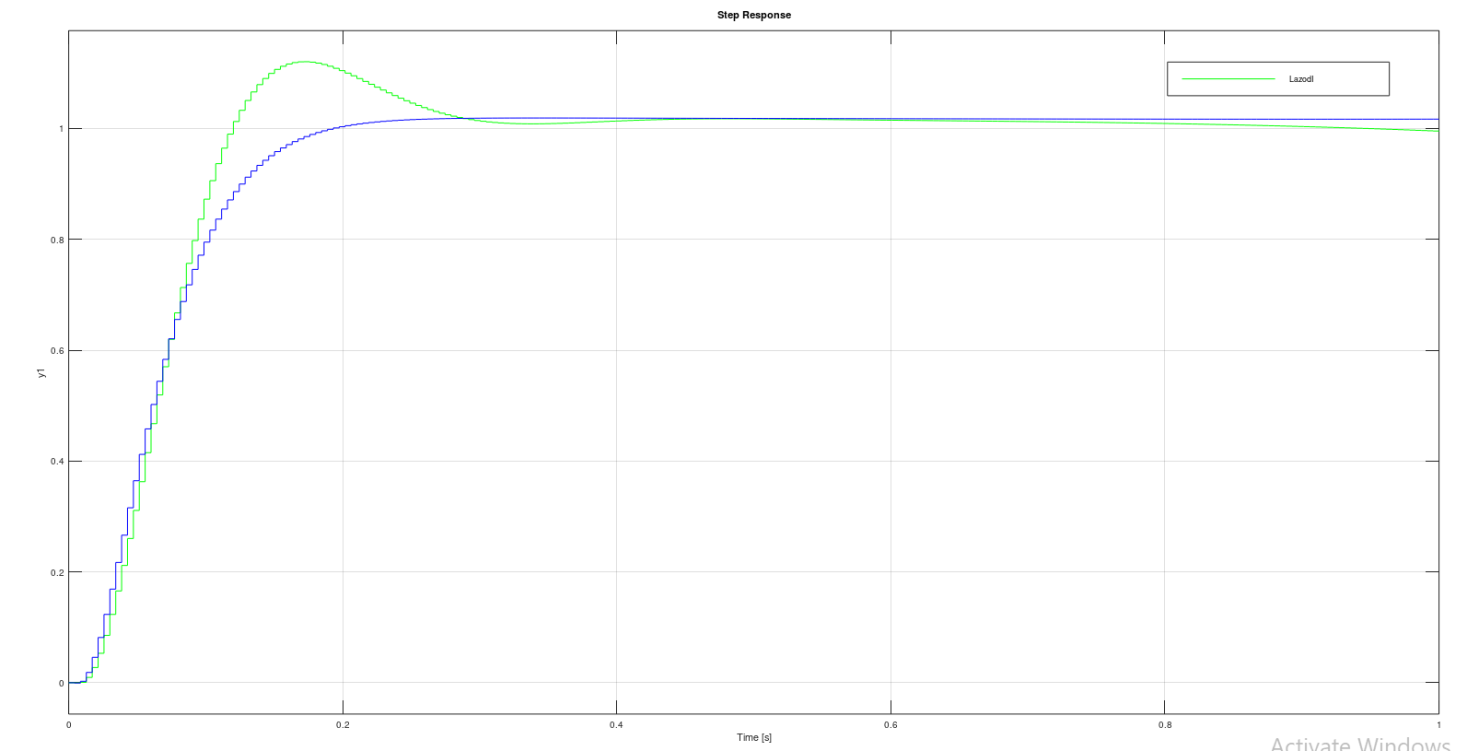 Step Response
Lazodl
1
0.8
0.6
y1
0.4
0.2
0
0 0.2 0.4 0.6 0.8 1
Time [s]
Activate Windows